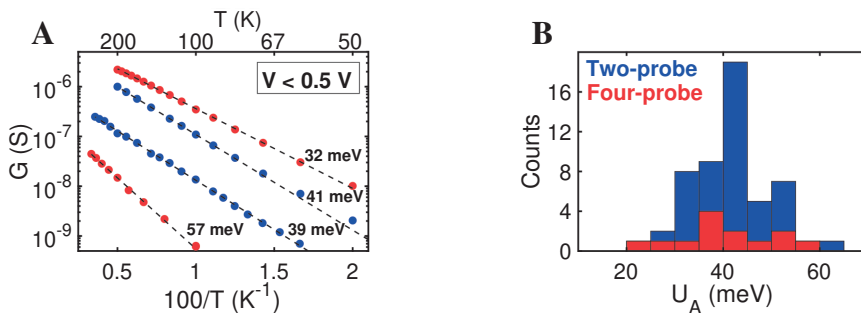 A
T (K)
200 100 67 50
V < 0.5 V
10^-6
10^-7
10^-8
10^-9
G (S)
32 meV
41 meV
39 meV
57 meV
0.5 1 1.5 2
100/T (K^-1)
B
Two-probe
Four-probe
16
12
8
4
0
Counts
20 40 60
U_A (meV)